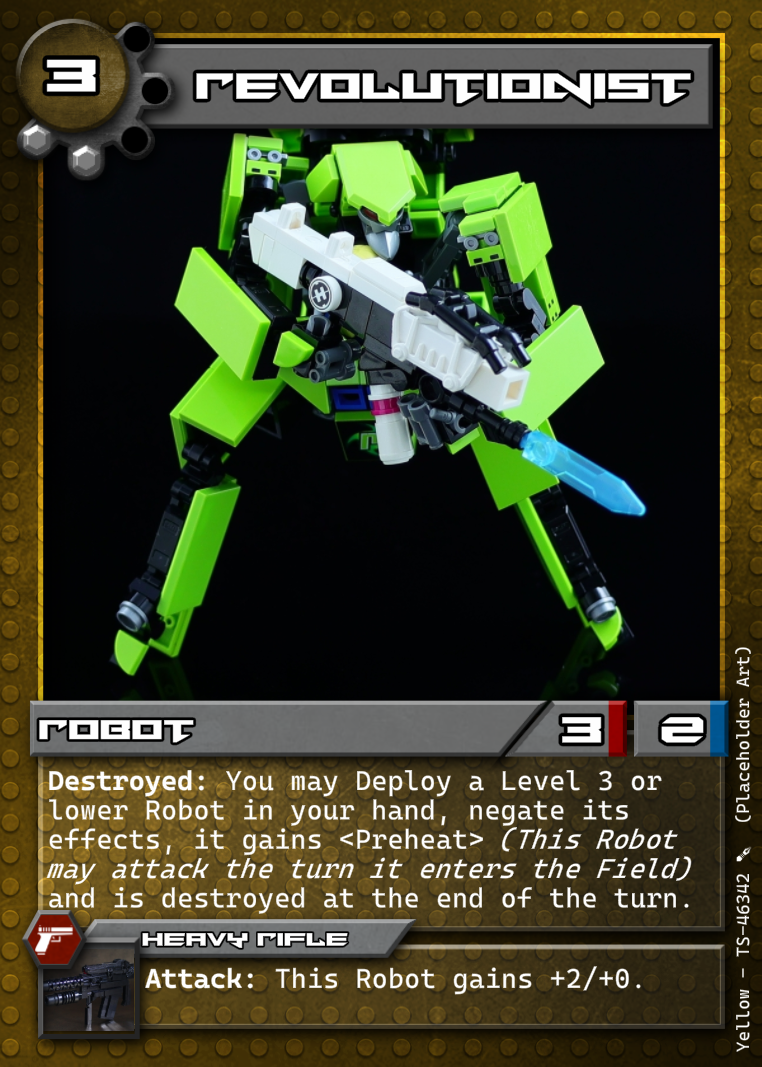 3
REVOLUTIONIST
ROBOT
3 2
Destroyed: You may Deploy a Level 3 or
lower Robot in your hand, negate its
effects, it gains <Preheat> (This Robot
may attack the turn it enters the Field)
and is destroyed at the end of the turn.
HEAVY RIFLE
Attack: This Robot gains +2/+0.
Yellow – TS-46342 ✎ (Placeholder Art)